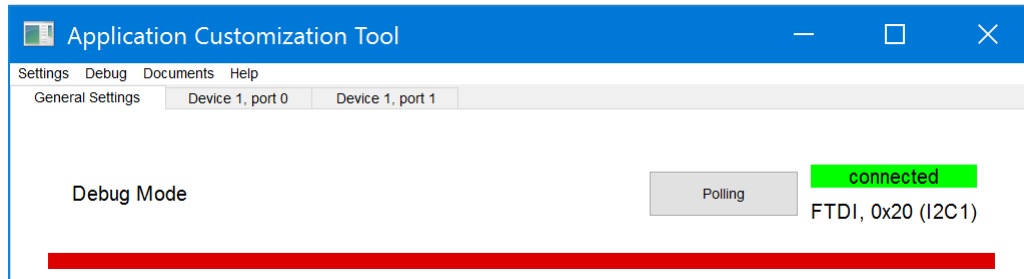 Application Customization Tool
Settings Debug Documents Help
General Settings Device 1, port 0 Device 1, port 1
connected
Debug Mode Polling
FTDI, 0x20 (I2C1)